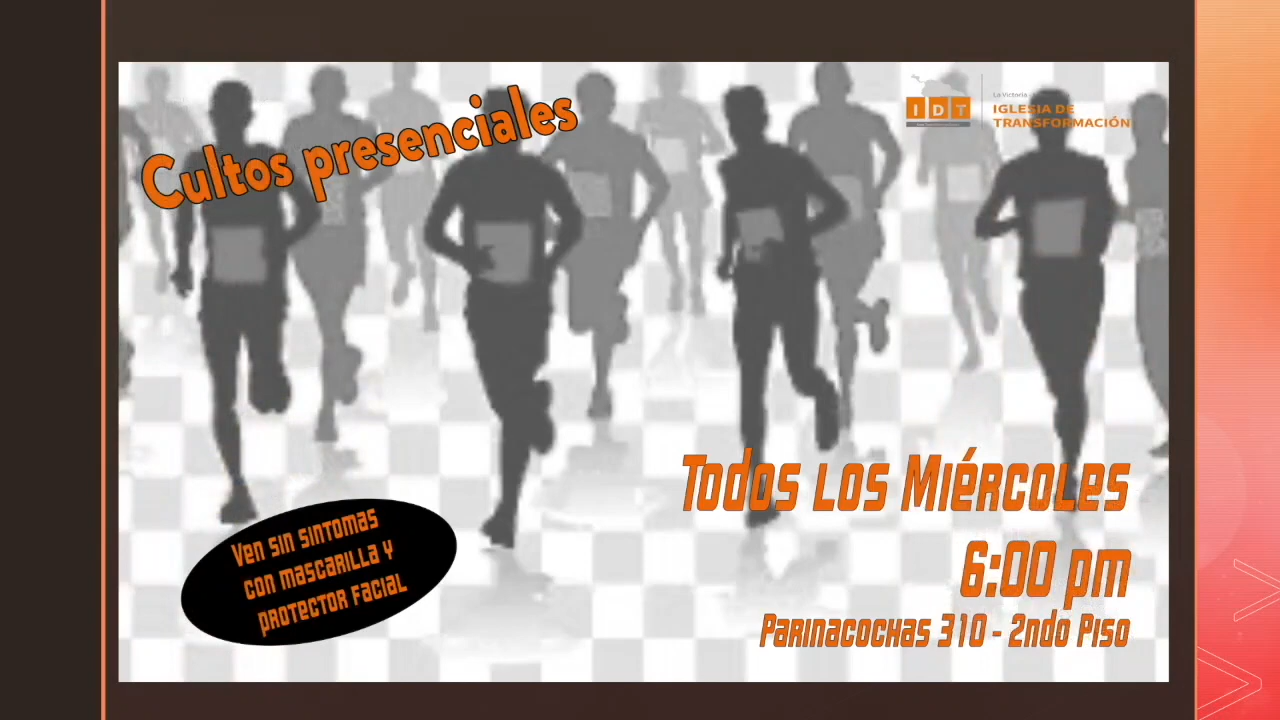 Cultos presenciales
IDT
La Victoria
IGLESIA DE
TRANSFORMACIÓN
Todos los Miércoles
6:00 pm
Parinacochas 310 - 2ndo Piso
Ven sin sintomas
con mascarilla y
protector facial